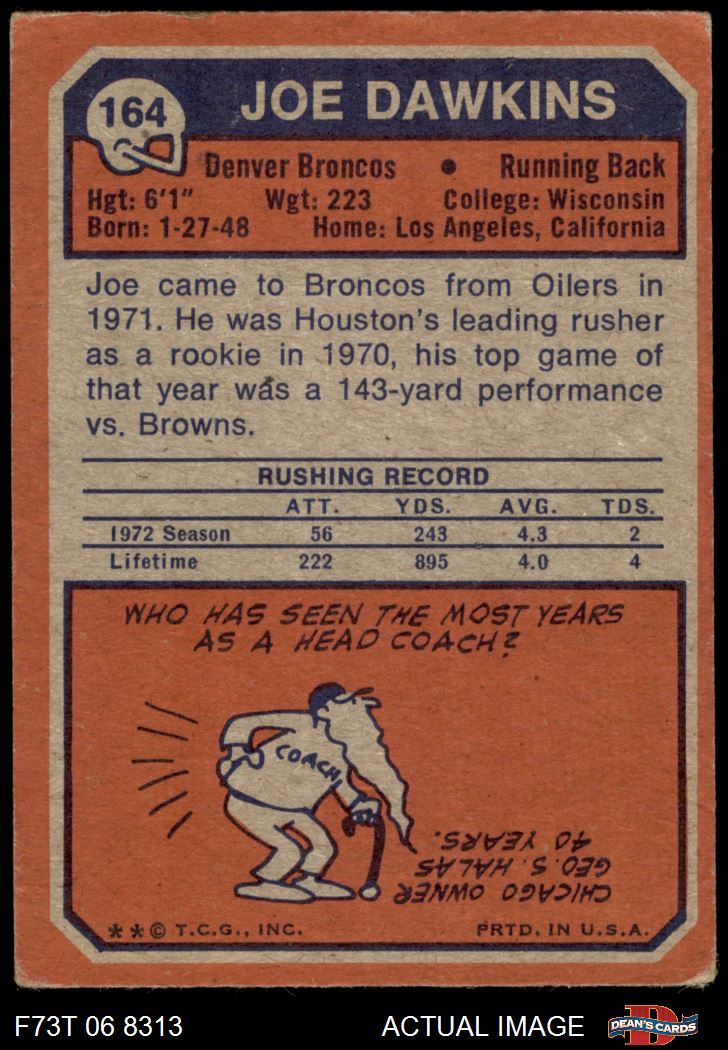 164
JOE DAWKINS
Denver Broncos • Running Back
Hgt: 6'1" Wgt: 223 College: Wisconsin
Born: 1-27-48 Home: Los Angeles, California
Joe came to Broncos from Oilers in
1971. He was Houston's leading rusher
as a rookie in 1970, his top game of
that year was a 143-yard performance
vs. Browns.
RUSHING RECORD
ATT. YDS. AVG. TDS.
1972 Season 56 243 4.3 2
Lifetime 222 895 4.0 4
WHO HAS SEEN THE MOST YEARS
AS A HEAD COACH?
COACH
CHICAGO OWNER
GEO. S. HALAS
40 YEARS.
**© T.C.G., INC. PRTD. IN U.S.A.
F73T 06 8313 ACTUAL IMAGE
D
DEAN'S CARDS